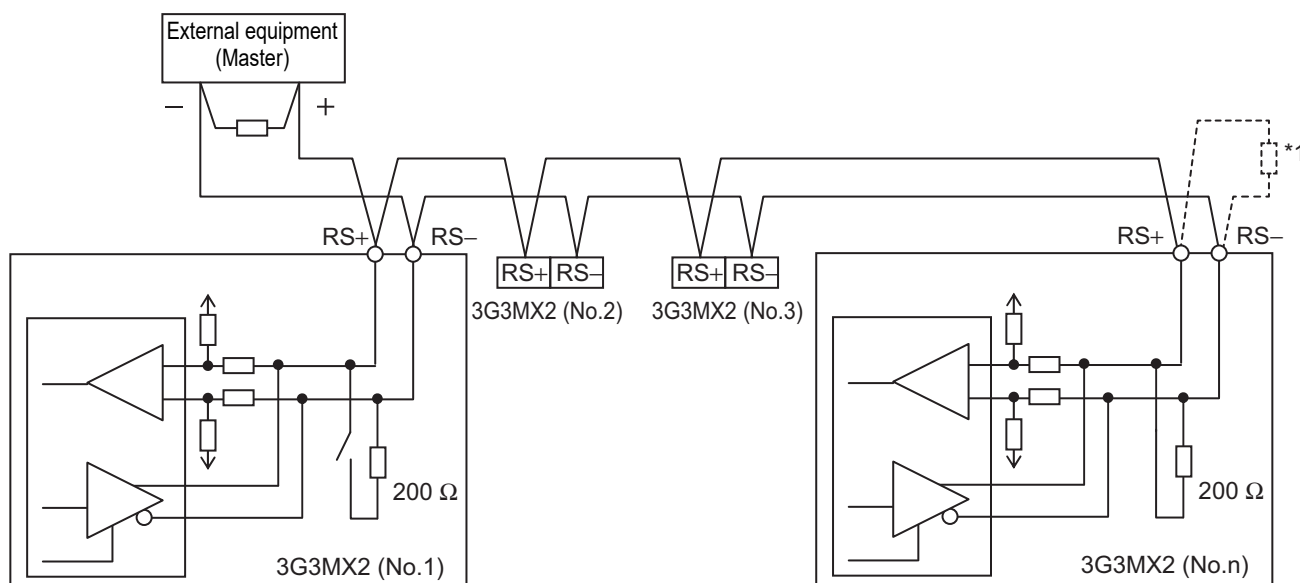 External equipment
(Master)
− +
*1
RS+ RS−
RS+ RS−
RS+ RS−
RS+ RS−
3G3MX2 (No.2)
3G3MX2 (No.3)
200 Ω
200 Ω
3G3MX2 (No.1)
3G3MX2 (No.n)